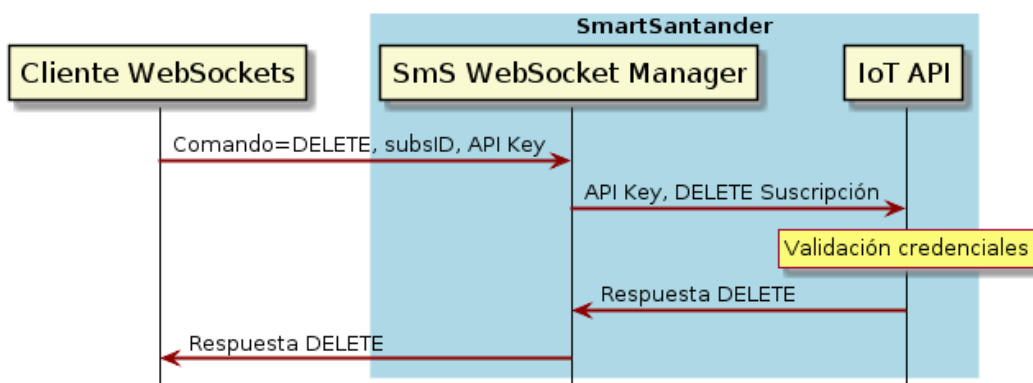 SmartSantander
Cliente WebSockets
SmS WebSocket Manager
IoT API
Comando=DELETE, subsID, API Key
API Key, DELETE Suscripción
Validación credenciales
Respuesta DELETE
Respuesta DELETE